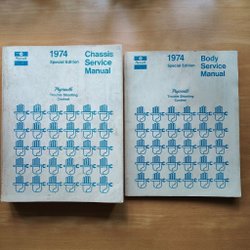 1974
Special Edition
Chassis
Service
Manual
Plymouth
Trouble Shooting
Contest
1974
Special Edition
Body
Service
Manual
Plymouth
Trouble Shooting
Contest